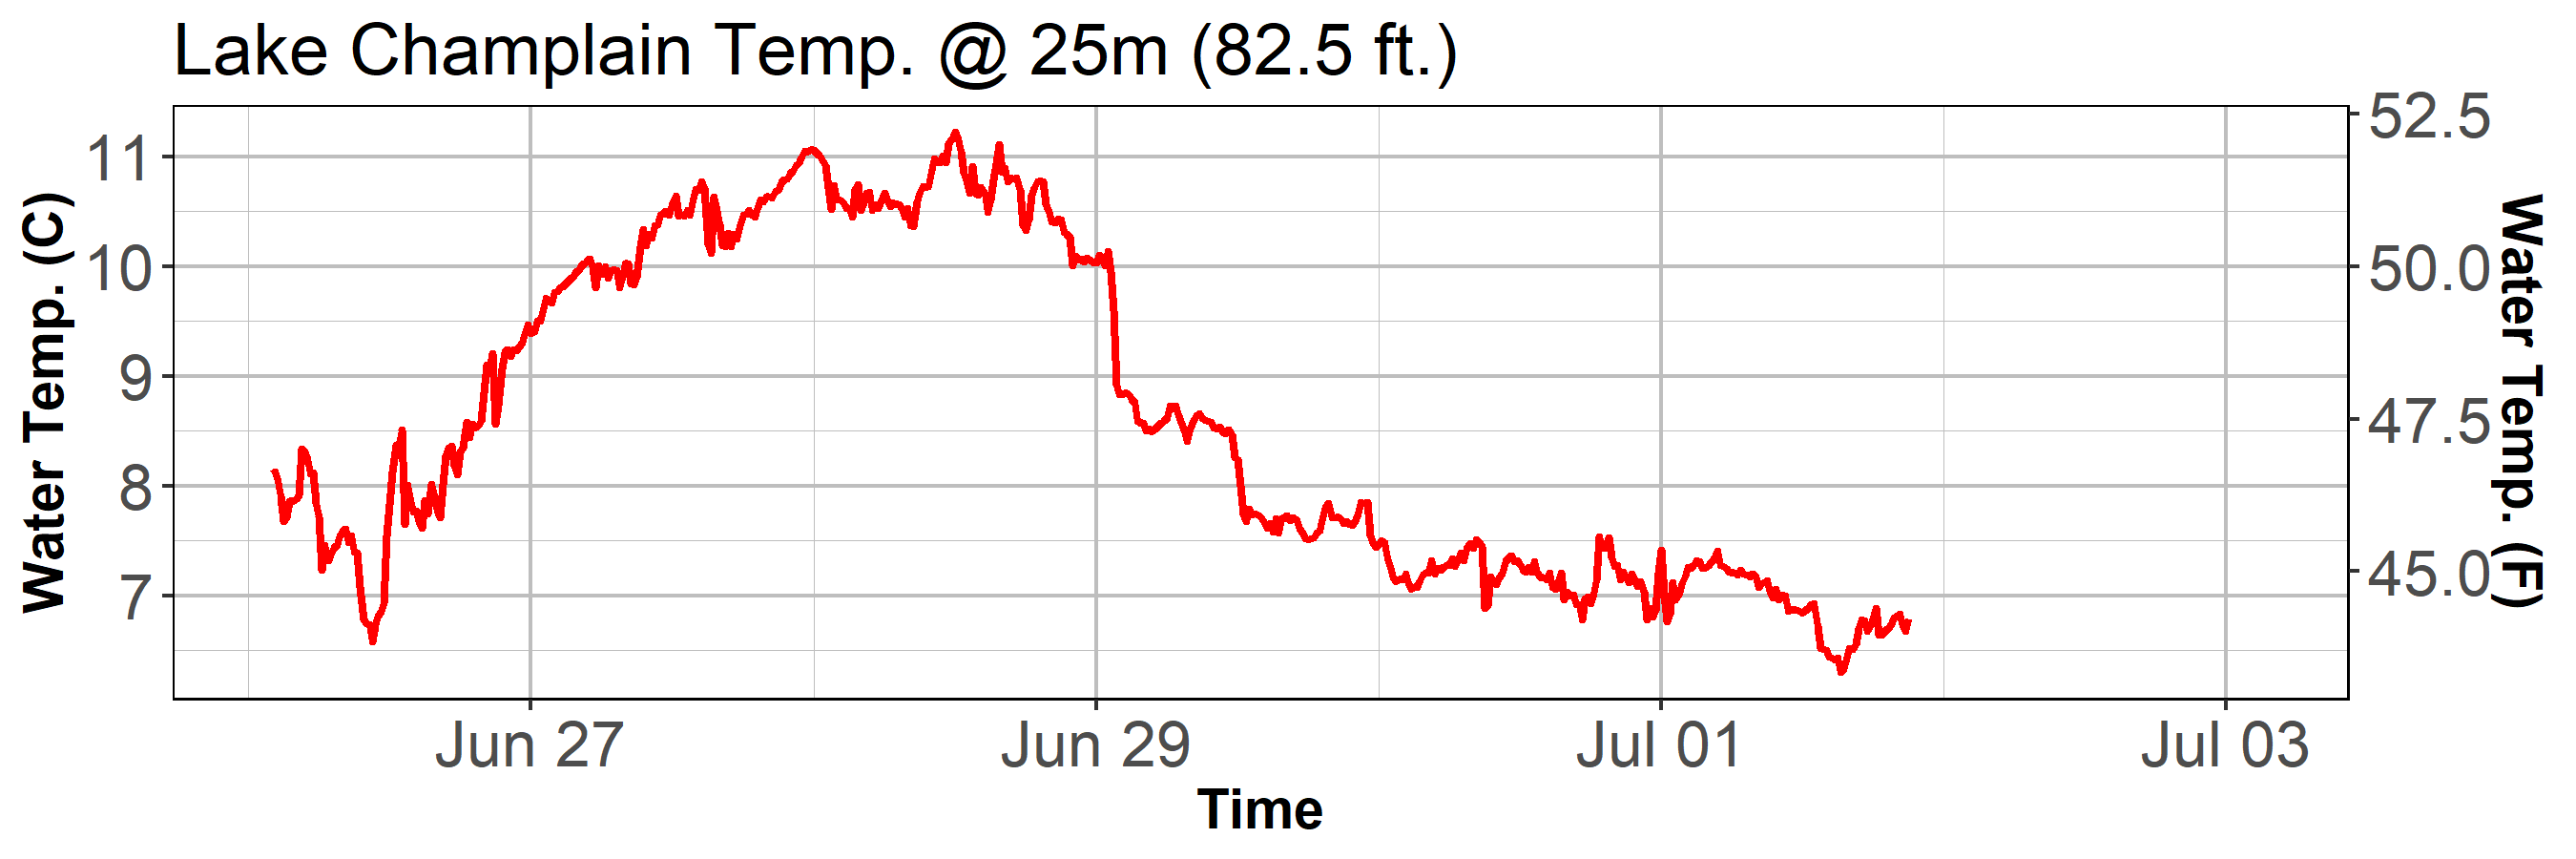 Lake Champlain Temp. @ 25m (82.5 ft.)
Water Temp. (C)
11
10
9
8
7
52.5
50.0
47.5
45.0
Water Temp. (F)
Jun 27
Jun 29
Jul 01
Jul 03
Time